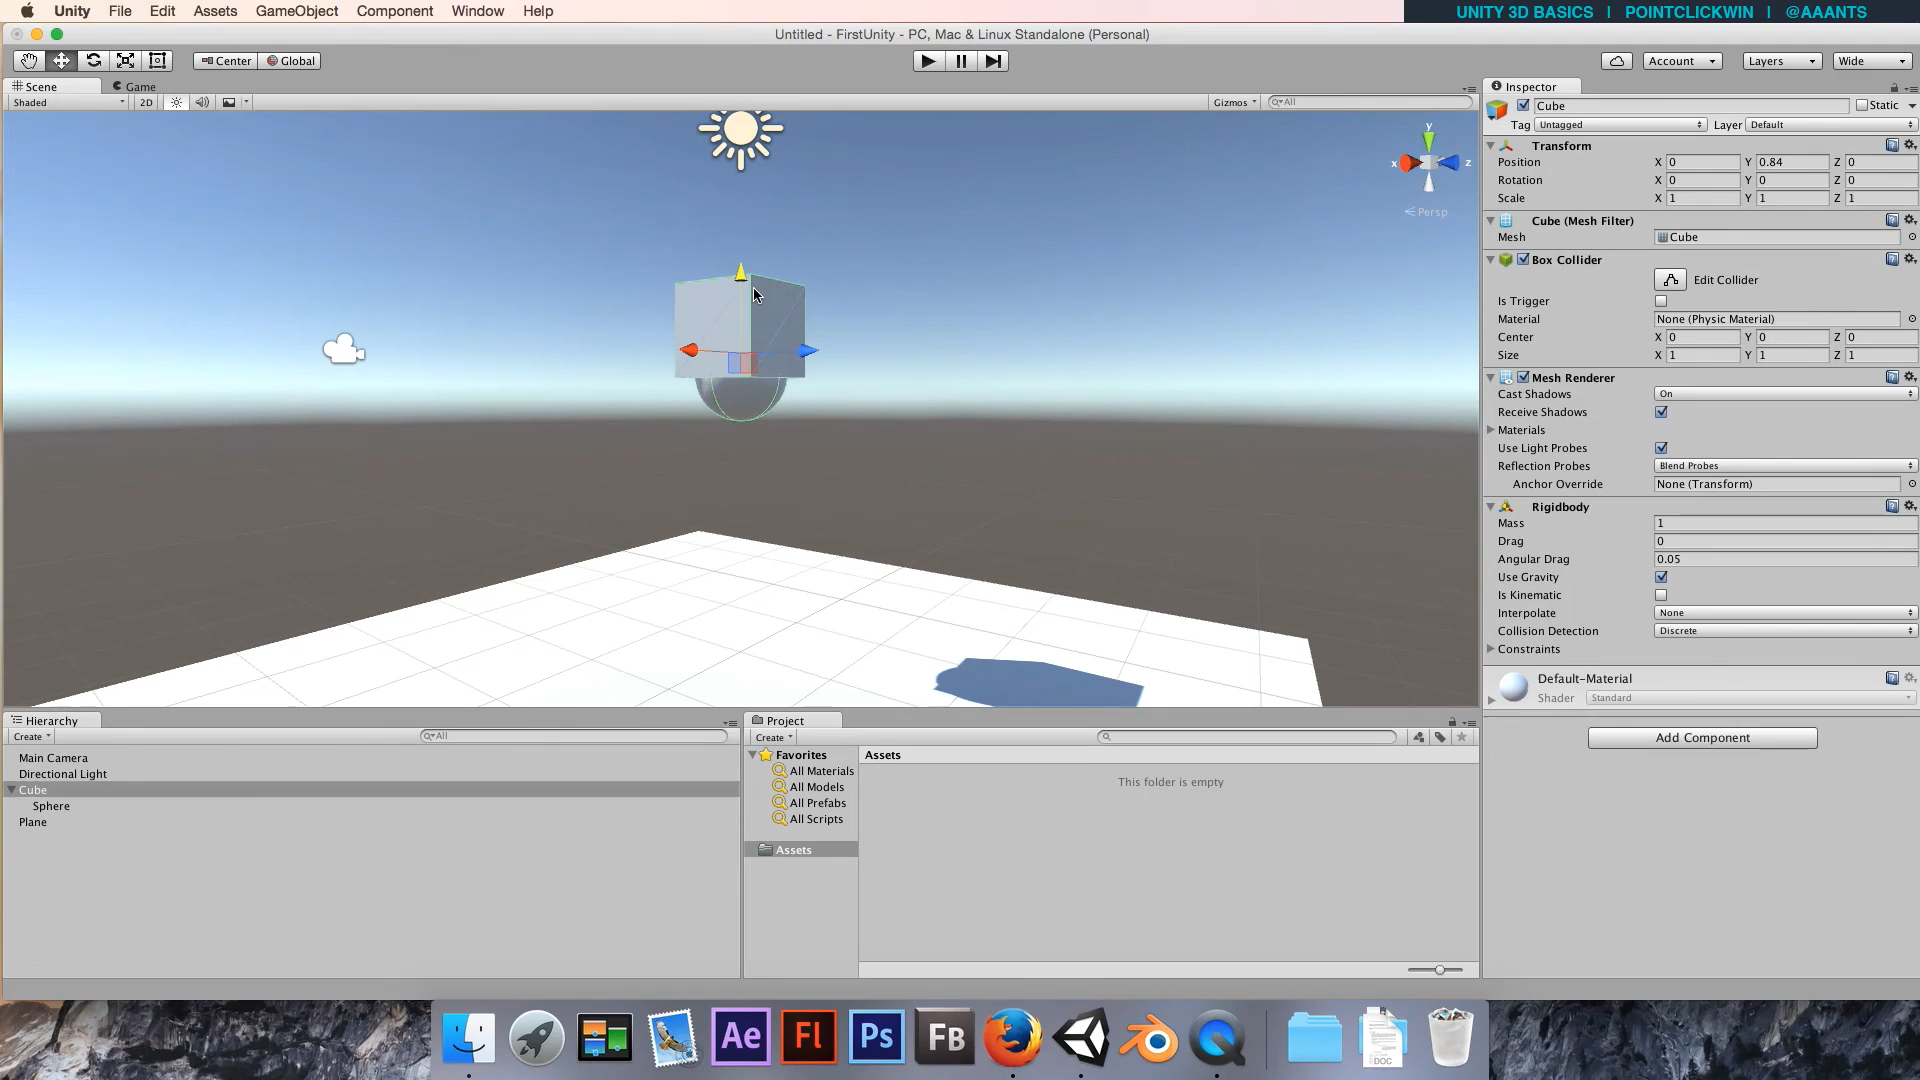 Unity File Edit Assets GameObject Component Window Help
UNITY 3D BASICS I POINTCLICKWIN I @AAANTS
Untitled - FirstUnity - PC, Mac & Linux Standalone (Personal)
Center Global
Account Layers Wide
Scene Game
Shaded 2D Gizmos All
y
x z
Persp
Inspector
Cube Static
Tag Untagged Layer Default
Transform
Position X 0 Y 0.84 Z 0
Rotation X 0 Y 0 Z 0
Scale X 1 Y 1 Z 1
Cube (Mesh Filter)
Mesh Cube
Box Collider
Edit Collider
Is Trigger
Material None (Physic Material)
Center X 0 Y 0 Z 0
Size X 1 Y 1 Z 1
Mesh Renderer
Cast Shadows On
Receive Shadows
Materials
Use Light Probes
Reflection Probes Blend Probes
Anchor Override None (Transform)
Rigidbody
Mass 1
Drag 0
Angular Drag 0.05
Use Gravity
Is Kinematic
Interpolate None
Collision Detection Discrete
Constraints
Default-Material
Shader Standard
Add Component
Hierarchy
Create All
Main Camera
Directional Light
Cube
Sphere
Plane
Project
Create
Favorites
All Materials
All Models
All Prefabs
All Scripts
Assets
Assets
This folder is empty
Ae Fl Ps FB DOC